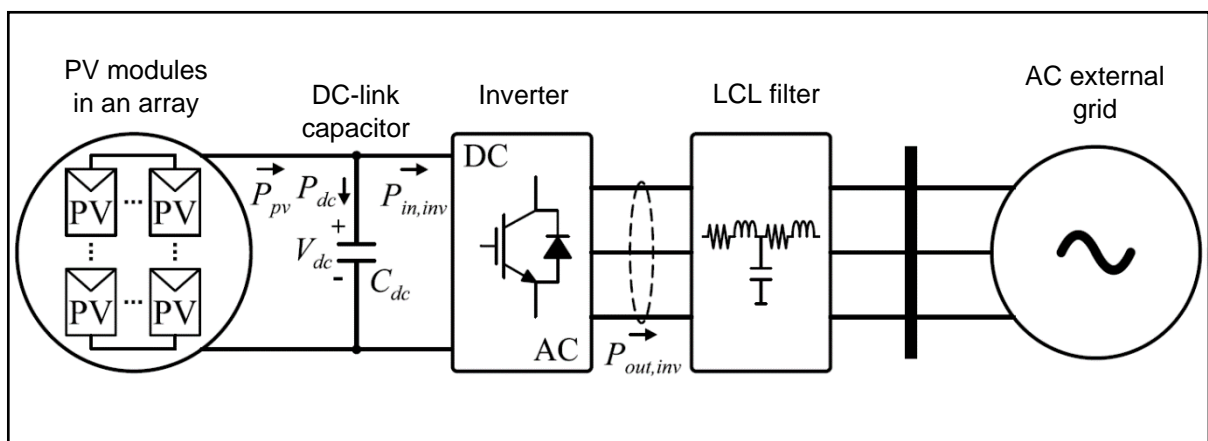 PV modules
in an array
DC-link
capacitor
Inverter
LCL filter
AC external
grid
PV ... PV
PV ... PV
P_pv
P_dc
P_in,inv
+
V_dc
-
C_dc
DC
AC
P_out,inv